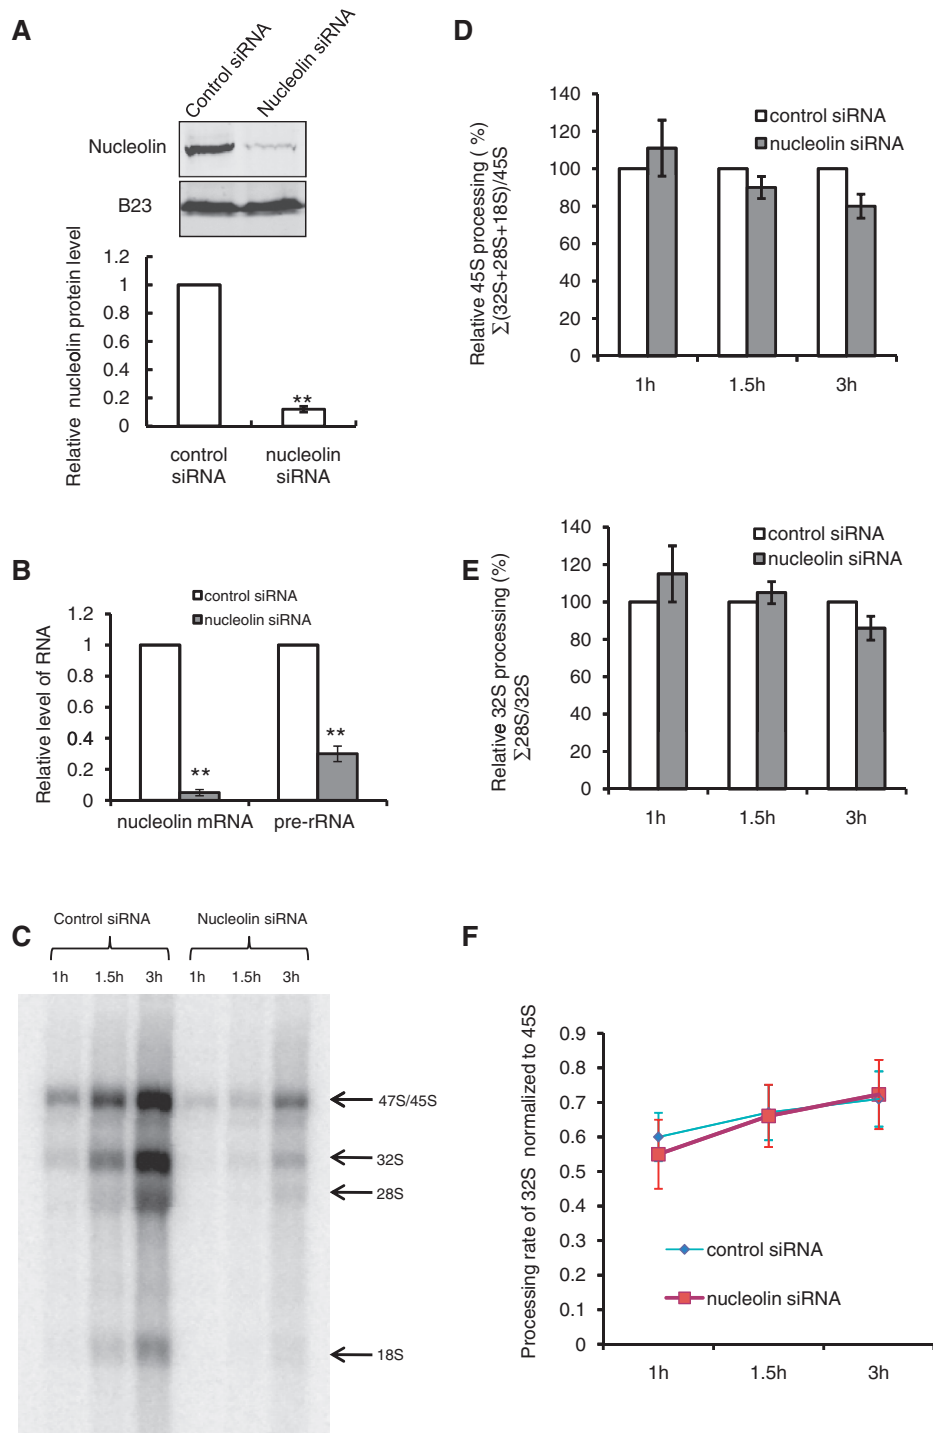 A
Control siRNA
Nucleolin siRNA
Nucleolin
B23
Relative nucleolin protein level
1.2
1
0.8
0.6
0.4
0.2
0
**
control siRNA
nucleolin siRNA
B
control siRNA
nucleolin siRNA
Relative level of RNA
1.2
1
0.8
0.6
0.4
0.2
0
**
**
nucleolin mRNA
pre-rRNA
C
Control siRNA
Nucleolin siRNA
1h 1.5h 3h 1h 1.5h 3h
47S/45S
32S
28S
18S
D
Relative 45S processing ( %)
∑(32S+28S+18S)/45S
140
120
100
80
60
40
20
0
control siRNA
nucleolin siRNA
1h 1.5h 3h
E
Relative 32S processing (%)
∑28S/32S
140
120
100
80
60
40
20
0
control siRNA
nucleolin siRNA
1h 1.5h 3h
F
Processing rate of 32S normalized to 45S
0.9
0.8
0.7
0.6
0.5
0.4
0.3
0.2
0.1
0
control siRNA
nucleolin siRNA
1h 1.5h 3h